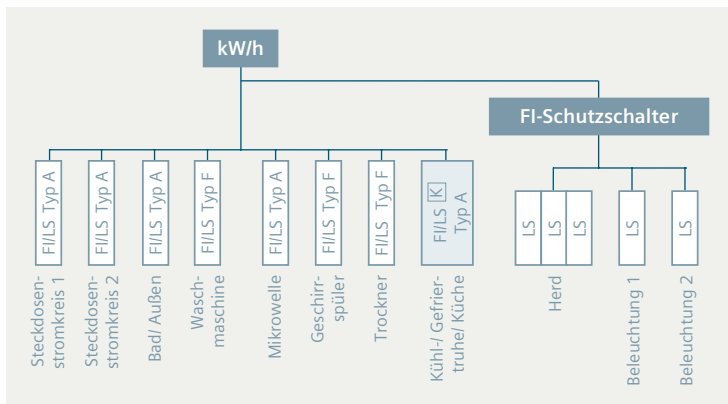 kW/h
FI-Schutzschalter
FI/LS Typ A
FI/LS Typ A
FI/LS Typ A
FI/LS Typ F
FI/LS Typ A
FI/LS Typ F
FI/LS Typ F
FI/LS K
Typ A
LS
LS
LS
LS
LS
Steckdosen-
stromkreis 1
Steckdosen-
stromkreis 2
Bad/ Außen
Wasch-
maschine
Mikrowelle
Geschirr-
spüler
Trockner
Kühl-/ Gefrier-
truhe/ Küche
Herd
Beleuchtung 1
Beleuchtung 2